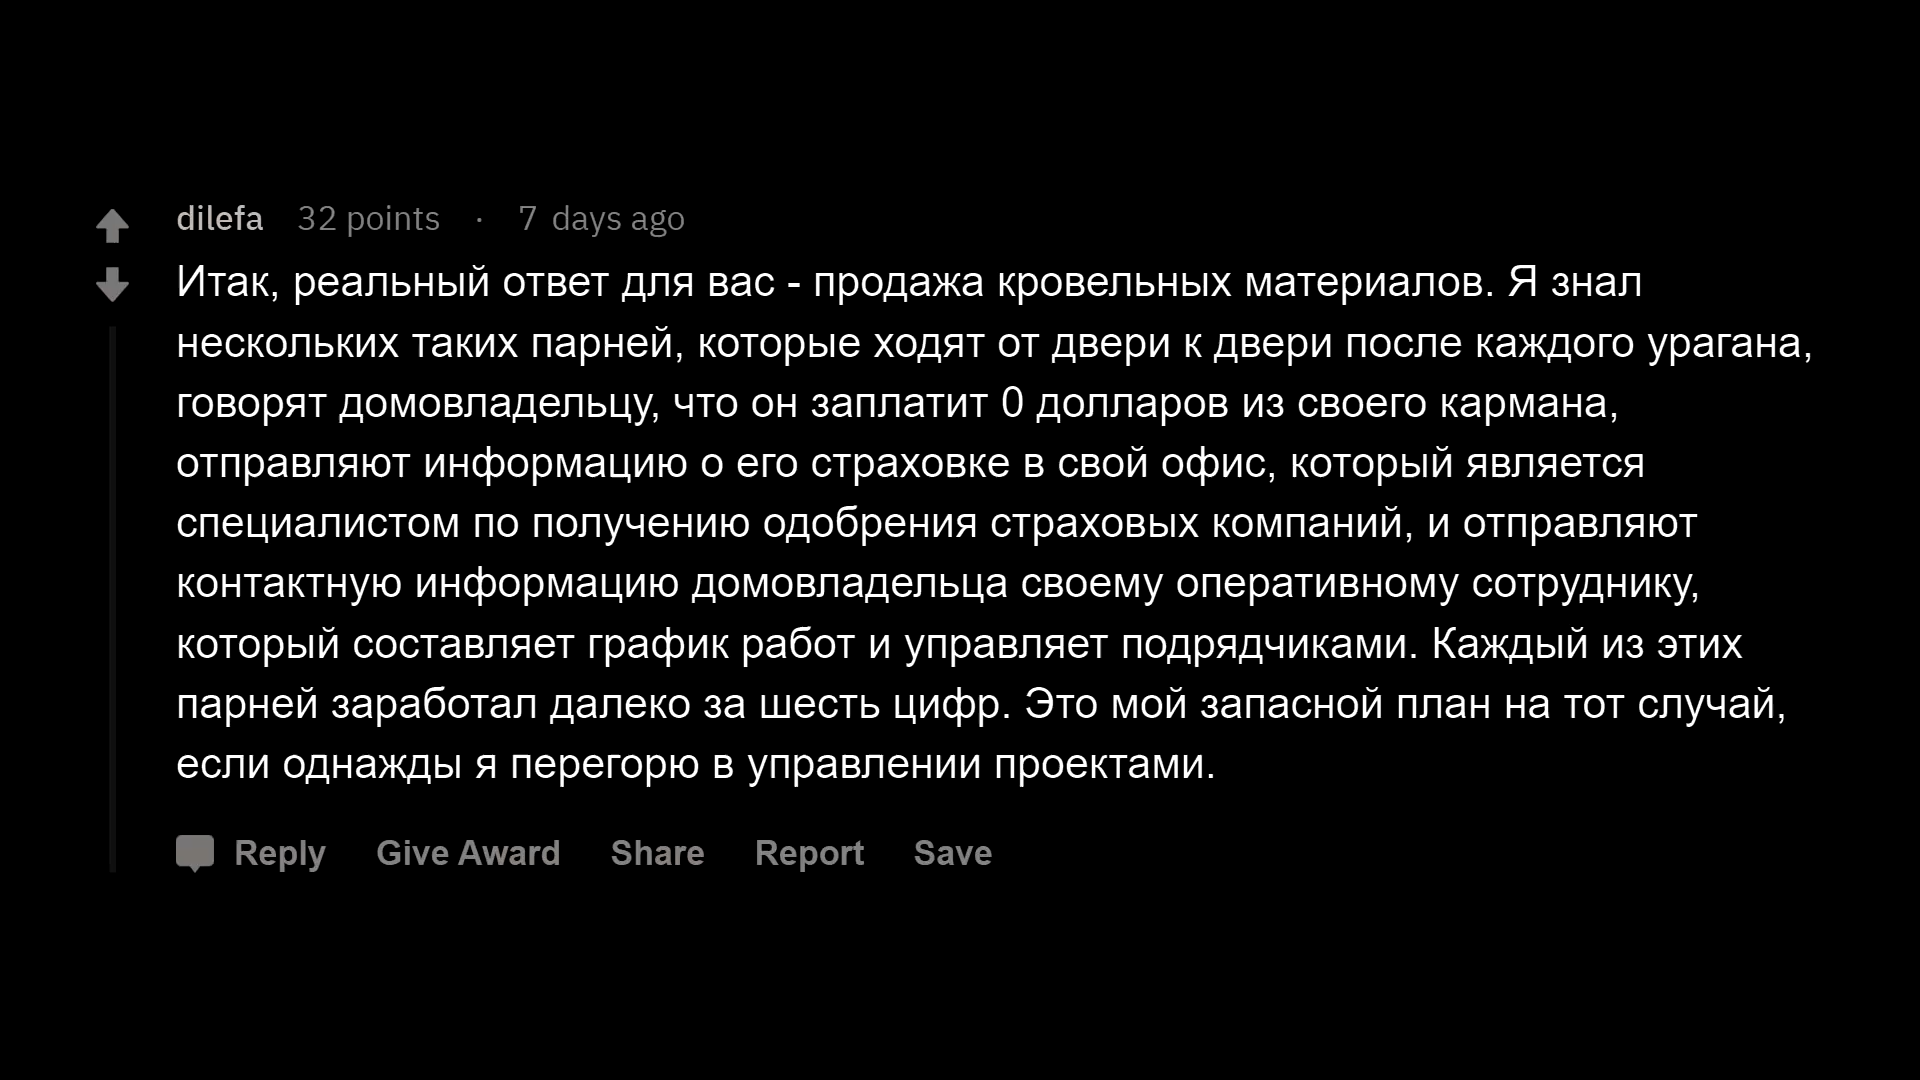 dilefa 32 points · 7 days ago
Итак, реальный ответ для вас - продажа кровельных материалов. Я знал
нескольких таких парней, которые ходят от двери к двери после каждого урагана,
говорят домовладельцу, что он заплатит 0 долларов из своего кармана,
отправляют информацию о его страховке в свой офис, который является
специалистом по получению одобрения страховых компаний, и отправляют
контактную информацию домовладельца своему оперативному сотруднику,
который составляет график работ и управляет подрядчиками. Каждый из этих
парней заработал далеко за шесть цифр. Это мой запасной план на тот случай,
если однажды я перегорю в управлении проектами.
Reply Give Award Share Report Save